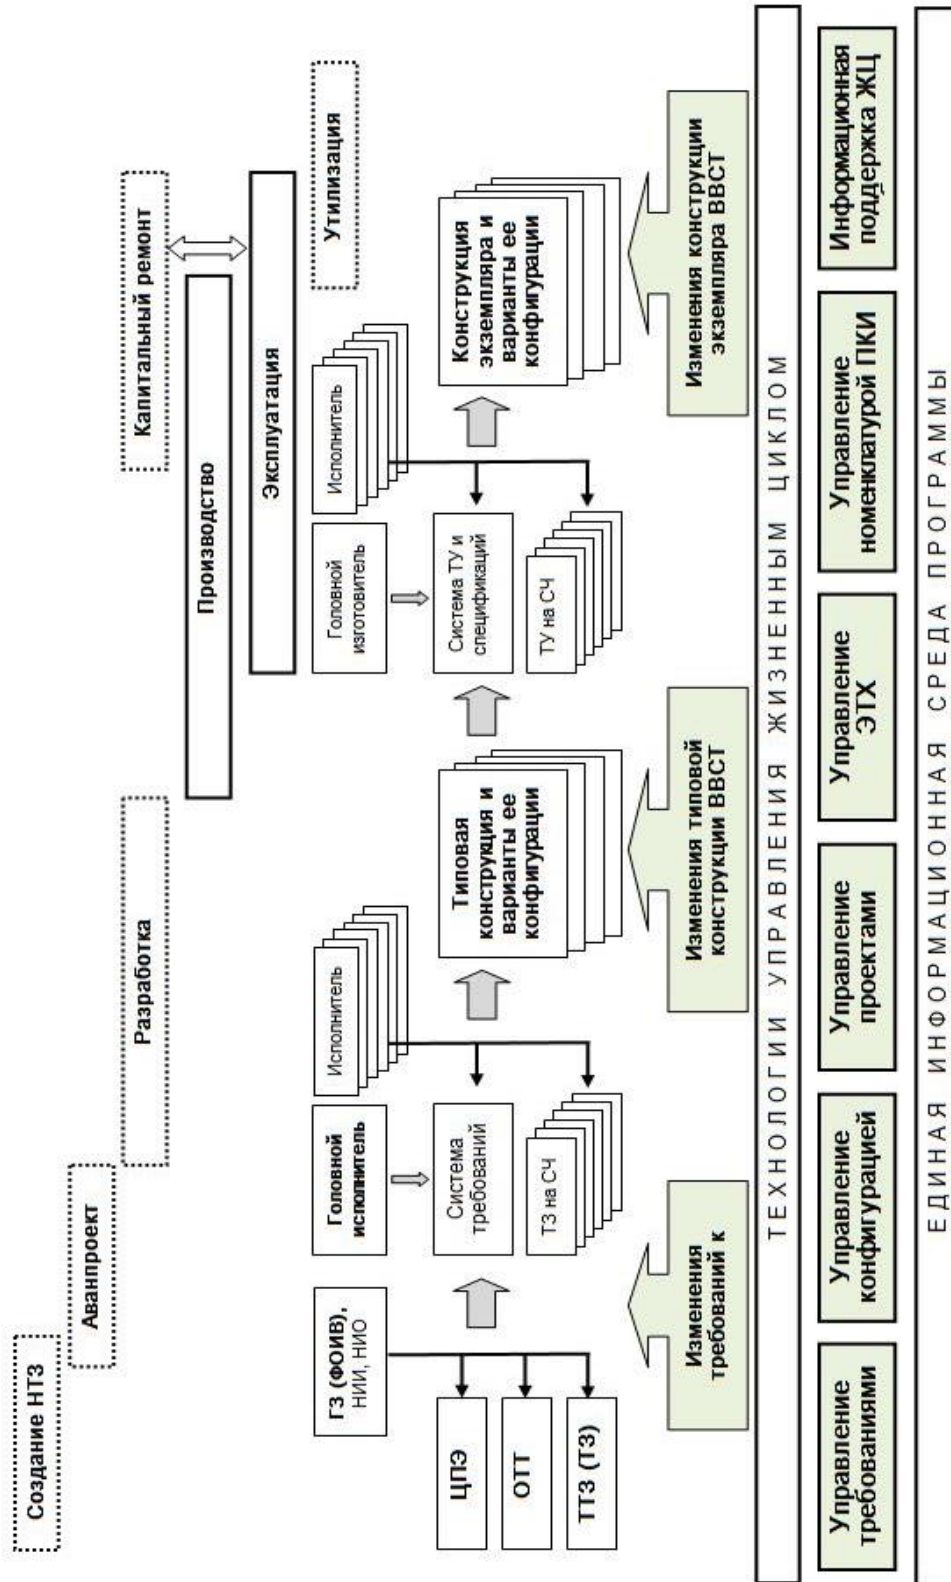 Создание НТЗ
Аванпроект
Разработка
Капитальный ремонт
Производство
Эксплуатация
Утилизация
ГЗ (ФОИВ),
НИИ, НИО
Головной
исполнитель
Исполнитель
Головной
изготовитель
Исполнитель
ЦПЭ
ОТТ
ТТЗ (ТЗ)
Система
требований
ТЗ на СЧ
Типовая
конструкция и
варианты ее
конфигурации
Система ТУ и
спецификаций
ТУ на СЧ
Конструкция
экземпляра и
варианты ее
конфигурации
Изменения
требований к
Изменения типовой
конструкции ВВСТ
Изменения конструкции
экземпляра ВВСТ
ТЕХНОЛОГИИ УПРАВЛЕНИЯ ЖИЗНЕННЫМ ЦИКЛОМ
Управление
требованиями
Управление
конфигурацией
Управление
проектами
Управление
ЭТХ
Управление
номенклатурой ПКИ
Информационная
поддержка ЖЦ
ЕДИНАЯ ИНФОРМАЦИОННАЯ СРЕДА ПРОГРАММЫ